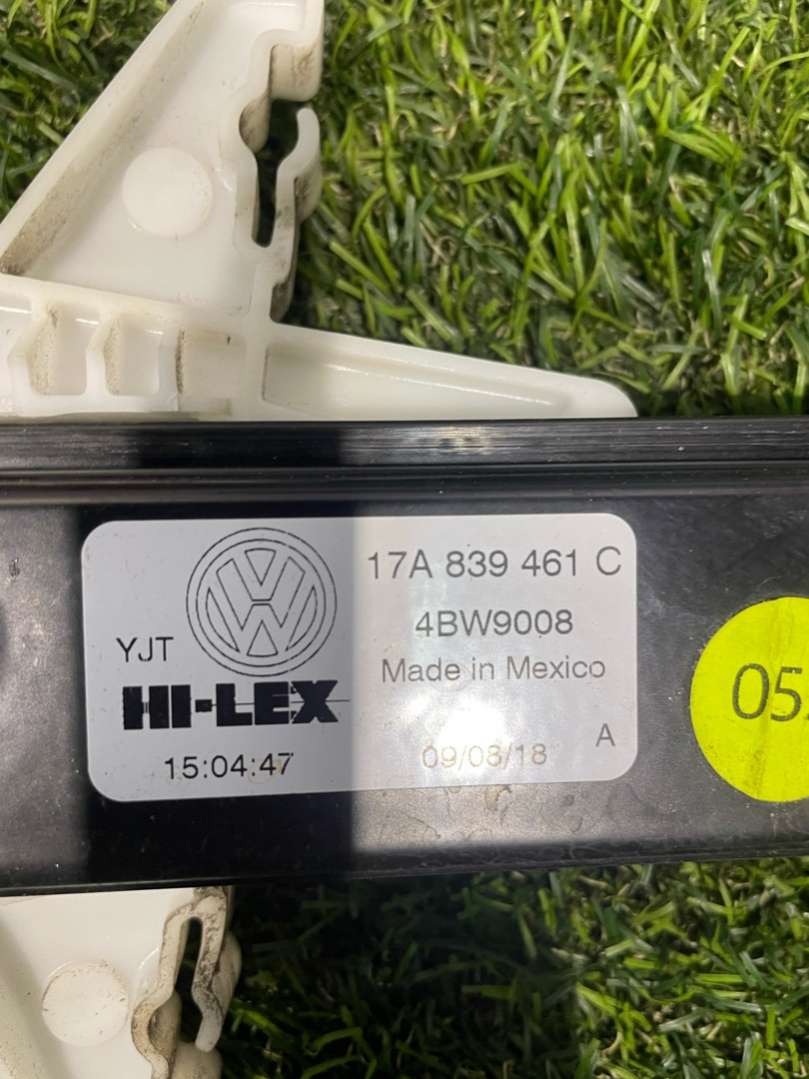 17A 839 461 C
4BW9008
YJT
Made in Mexico
HI-LEX
15:04:47
09/08/18
A
05